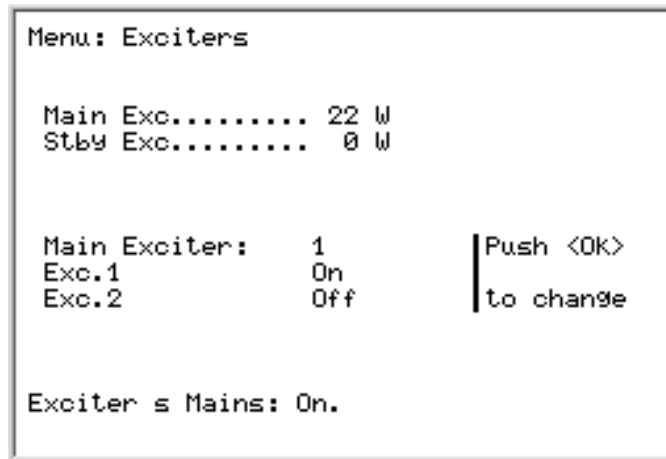 Menu: Exciters
Main Exc......... 22 W
Stby Exc......... 0 W
Main Exciter: 1 Push <OK>
Exc.1 On
Exc.2 Off to change
Exciter s Mains: On.